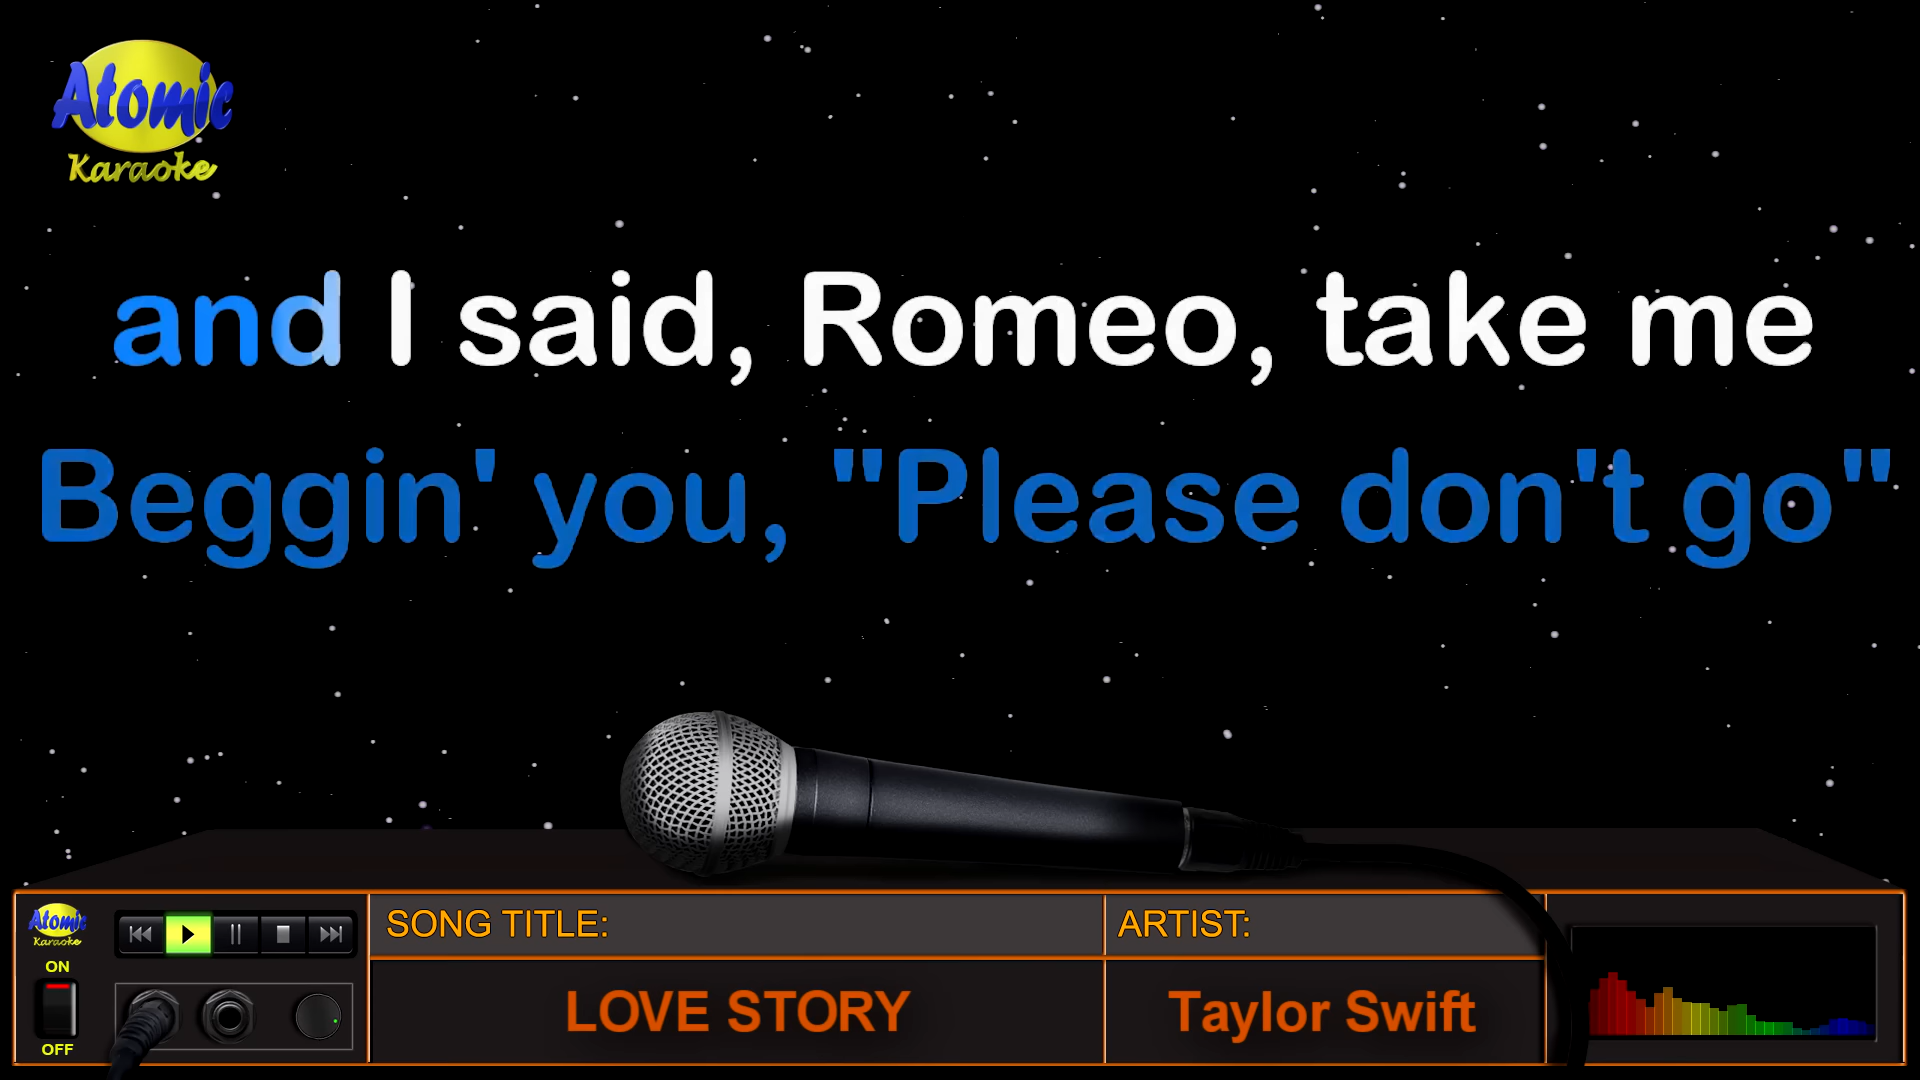 Atomic
Karaoke
and I said, Romeo, take me
Beggin' you, "Please don't go"
Atomic
Karaoke
ON
OFF
SONG TITLE:
LOVE STORY
ARTIST:
Taylor Swift